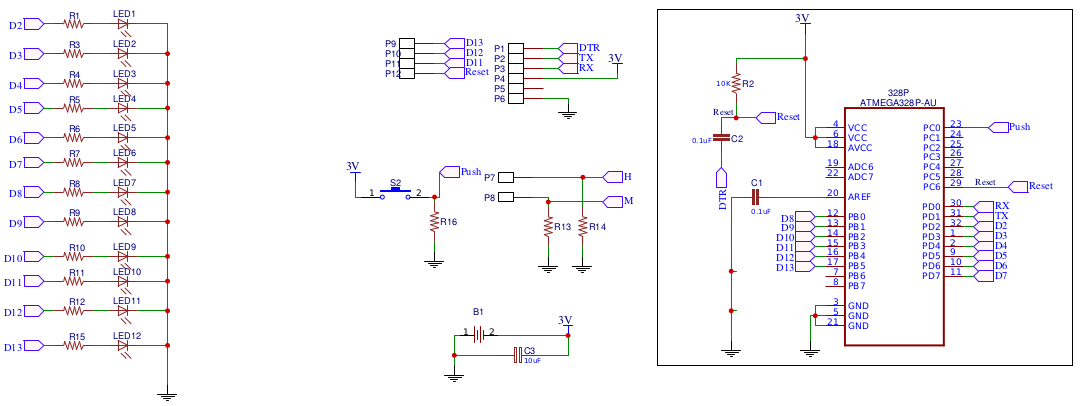 D2 R1 LED1
D3 R3 LED2
D4 R4 LED3
D5 R5 LED4
D6 R6 LED5
D7 R7 LED6
D8 R8 LED7
D9 R9 LED8
D10 R10 LED9
D11 R11 LED10
D12 R12 LED11
D13 R15 LED12
P9 D13
P10 D12
P11 D11
P12 Reset
P1 DTR
P2 TX
P3 RX
P4 3V
P5
P6
3V 1 S2 2 Push
R16
P7 H
P8 M
R13 R14
B1
1 2 3V
C3
10uF
3V
10K R2
Reset Reset
0.1uF C2
DTR
C1
0.1uF
328P
ATMEGA328P-AU
4 VCC
6 VCC
18 AVCC
19 ADC6
22 ADC7
20 AREF
D8 12 PB0
D9 13 PB1
D10 14 PB2
D11 15 PB3
D12 16 PB4
D13 17 PB5
7 PB6
8 PB7
3 GND
5 GND
21 GND
PC0 23 Push
PC1 24
PC2 25
PC3 26
PC4 27
PC5 28
PC6 29 Reset Reset
PD0 30 RX
PD1 31 TX
PD2 32 D2
PD3 1 D3
PD4 2 D4
PD5 9 D5
PD6 10 D6
PD7 11 D7